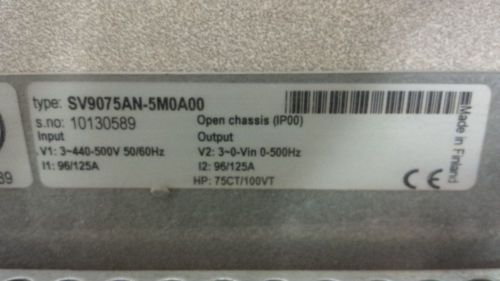 type: SV9075AN-5M0A00
s.no: 10130589 Open chassis (IP00)
Input Output
V1: 3~440-500V 50/60Hz V2: 3~0-Vin 0-500Hz
I1: 96/125A I2: 96/125A
HP: 75CT/100VT
Made in Finland
CE
89